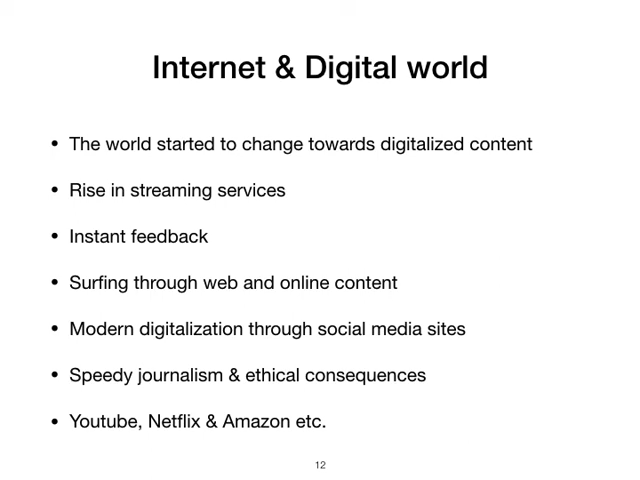 Internet & Digital world
• The world started to change towards digitalized content
• Rise in streaming services
• Instant feedback
• Surfing through web and online content
• Modern digitalization through social media sites
• Speedy journalism & ethical consequences
• Youtube, Netflix & Amazon etc.
12